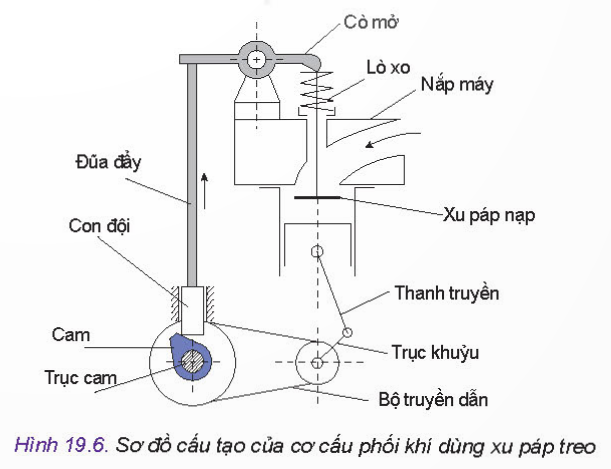 Cò mở
Lò xo
Nắp máy
Đũa đẩy
Xu páp nạp
Con đội
Thanh truyền
Cam
Trục khuỷu
Trục cam
Bộ truyền dẫn
Hình 19.6. Sơ đồ cấu tạo của cơ cấu phối khí dùng xu páp treo